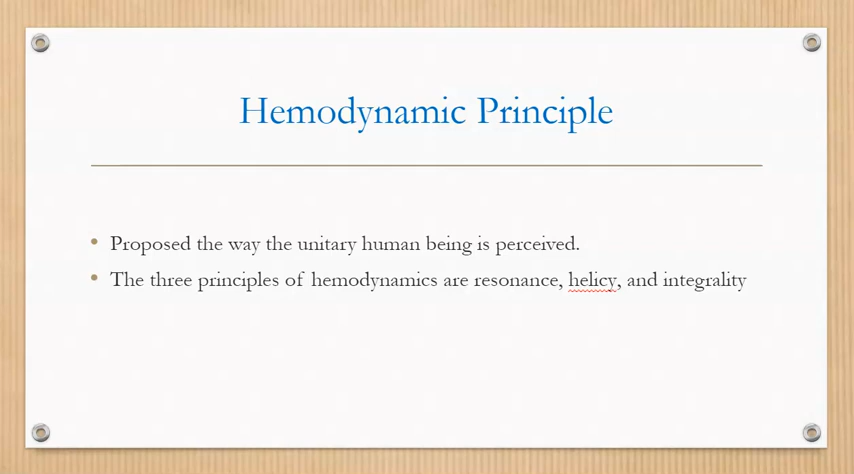 Hemodynamic Principle
• Proposed the way the unitary human being is perceived.
• The three principles of hemodynamics are resonance, helicy, and integrality